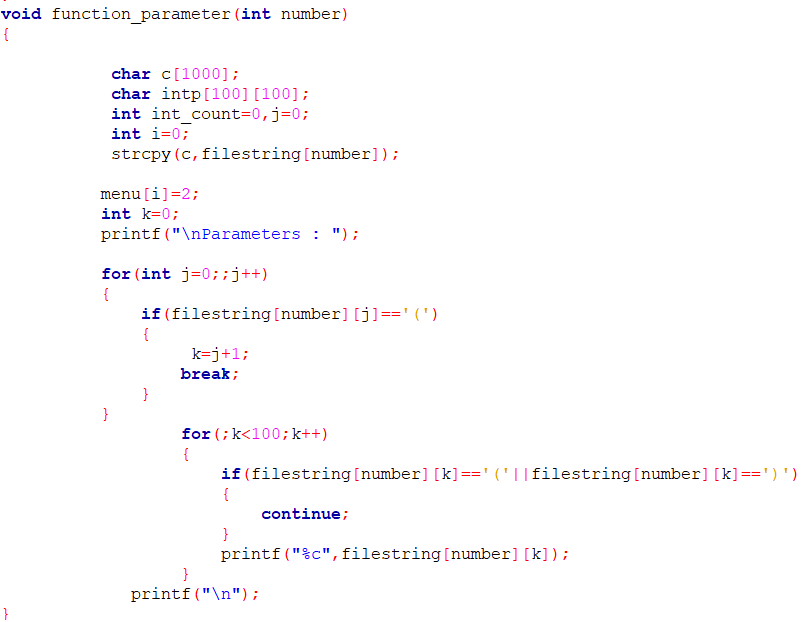 void function_parameter(int number)
{
char c[1000];
char intp[100][100];
int int_count=0,j=0;
int i=0;
strcpy(c,filestring[number]);
menu[i]=2;
int k=0;
printf("\nParameters : ");
for(int j=0;;j++)
{
if(filestring[number][j]=='(')
{
k=j+1;
break;
}
}
for(;k<100;k++)
{
if(filestring[number][k]=='('||filestring[number][k]==')')
{
continue;
}
printf("%c",filestring[number][k]);
}
printf("\n");
}